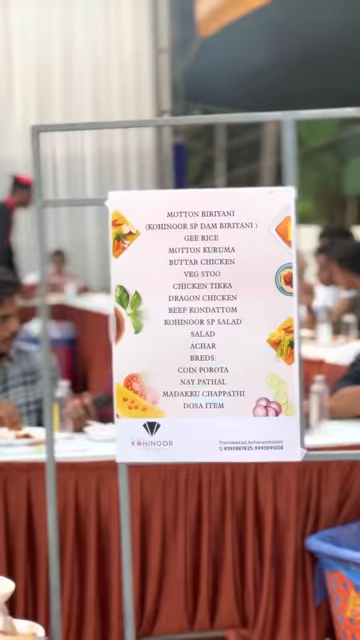 MOTTON BIRIYANI
(KOHINOOR SP DAM BIRIYANI )
GEE RICE
MOTTON KURUMA
BUTTAR CHICKEN
VEG STOO
CHICKEN TIKKA
DRAGON CHICKEN
BEEF KONDATTOM
KOHINOOR SP SALAD
SALAD
ACHAR
BREDS:
COIN POROTA
NAY PATHAL
MADAKKU CHAPPATHI
DOSA ITEM
KOHINOOR